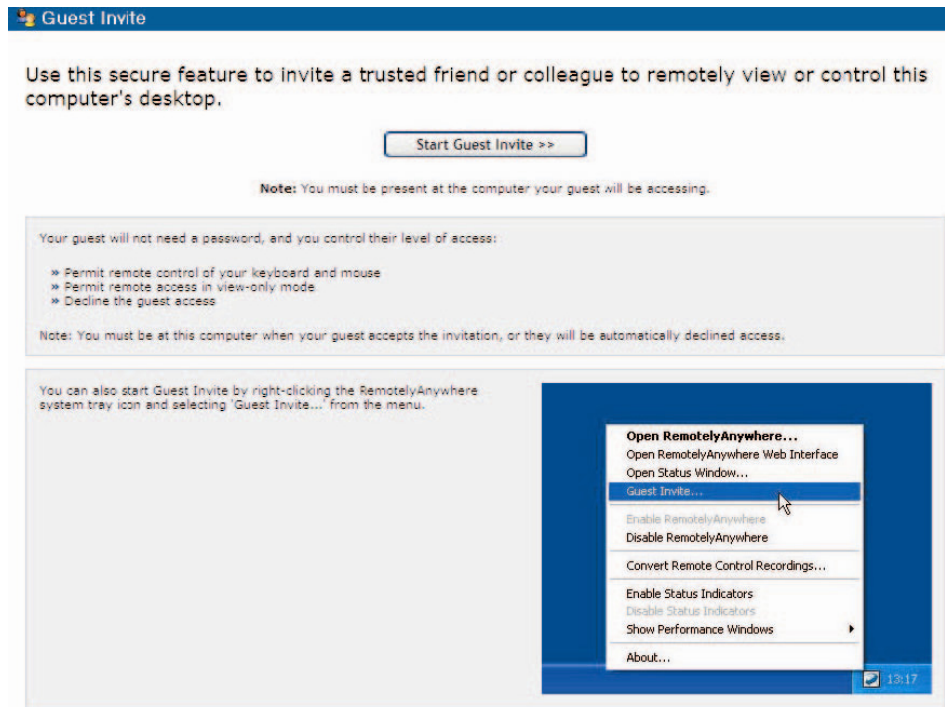 Guest Invite
Use this secure feature to invite a trusted friend or colleague to remotely view or control this
computer's desktop.
Start Guest Invite >>
Note: You must be present at the computer your guest will be accessing.
Your guest will not need a password, and you control their level of access:
» Permit remote control of your keyboard and mouse
» Permit remote access in view-only mode
» Decline the guest access
Note: You must be at this computer when your guest accepts the invitation, or they will be automatically declined access.
You can also start Guest Invite by right-clicking the RemotelyAnywhere
system tray icon and selecting 'Guest Invite...' from the menu.
Open RemotelyAnywhere...
Open RemotelyAnywhere Web Interface
Open Status Window...
Guest Invite...
Enable RemotelyAnywhere
Disable RemotelyAnywhere
Convert Remote Control Recordings...
Enable Status Indicators
Disable Status Indicators
Show Performance Windows
About...
13:17